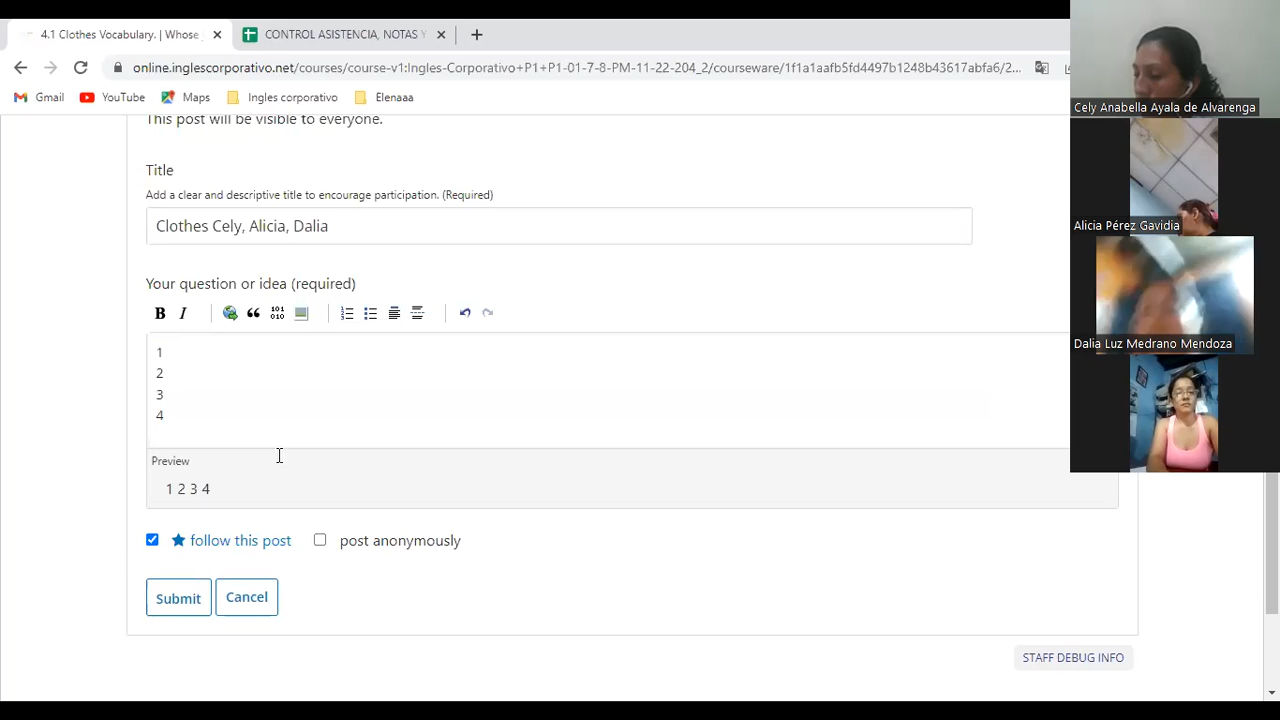 4.1 Clothes Vocabulary. | Whose
CONTROL ASISTENCIA, NOTAS Y
online.inglescorporativo.net/courses/course-v1:Ingles-Corporativo+P1+P1-01-7-8-PM-11-22-204_2/courseware/1f1a1aafb5fd4497b1248b43617abfa6/2...
Gmail YouTube Maps Ingles corporativo Elenaaa
This post will be visible to everyone.
Title
Add a clear and descriptive title to encourage participation. (Required)
Clothes Cely, Alicia, Dalia
Your question or idea (required)
B I 101 010
1
2
3
4
Preview
1 2 3 4
follow this post post anonymously
Submit Cancel
STAFF DEBUG INFO
Cely Anabella Ayala de Alvarenga
Alicia Pérez Gavidia
Dalia Luz Medrano Mendoza